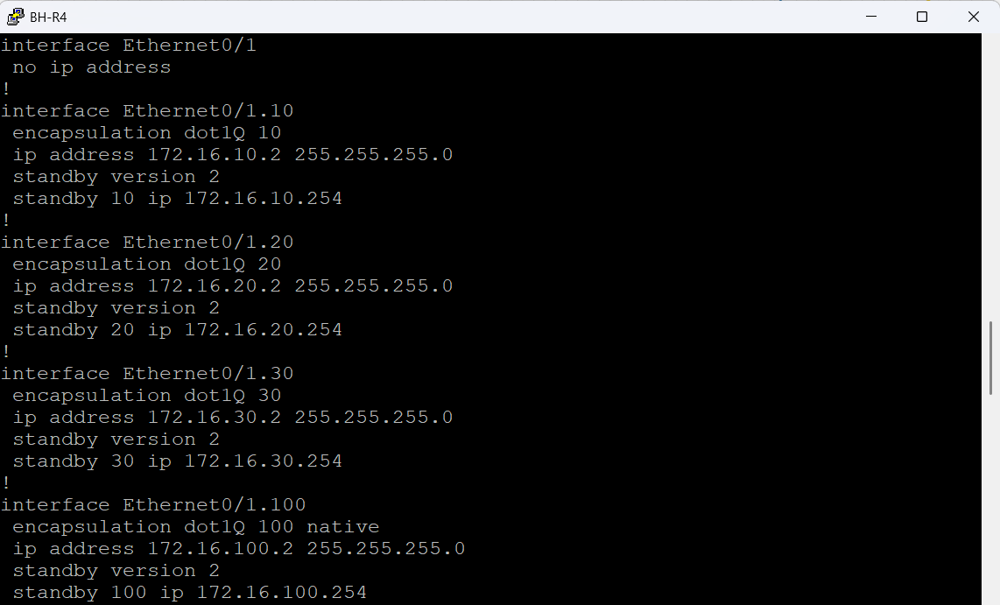 BH-R4
interface Ethernet0/1
 no ip address
!
interface Ethernet0/1.10
 encapsulation dot1Q 10
 ip address 172.16.10.2 255.255.255.0
 standby version 2
 standby 10 ip 172.16.10.254
!
interface Ethernet0/1.20
 encapsulation dot1Q 20
 ip address 172.16.20.2 255.255.255.0
 standby version 2
 standby 20 ip 172.16.20.254
!
interface Ethernet0/1.30
 encapsulation dot1Q 30
 ip address 172.16.30.2 255.255.255.0
 standby version 2
 standby 30 ip 172.16.30.254
!
interface Ethernet0/1.100
 encapsulation dot1Q 100 native
 ip address 172.16.100.2 255.255.255.0
 standby version 2
 standby 100 ip 172.16.100.254